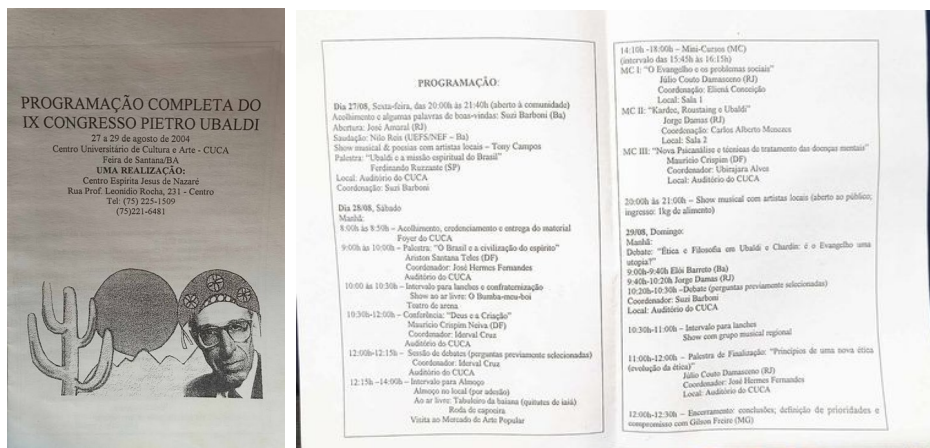 PROGRAMAÇÃO COMPLETA DO
IX CONGRESSO PIETRO UBALDI
27 a 29 de agosto de 2004
Centro Universitário de Cultura e Arte - CUCA
Feira de Santana/BA
UMA REALIZAÇÃO:
Centro Espírita Jesus de Nazaré
Rua Prof. Leonídio Rocha, 231 - Centro
Tel: (75) 225-1509
(75)221-6481
PROGRAMAÇÃO:
Dia 27/08, Sexta-feira, das 20:00h às 21:40h (aberto à comunidade)
Acolhimento e algumas palavras de boas-vindas: Suzi Barboni (Ba)
Abertura: José Amaral (RJ)
Saudação: Nilo Reis (UEFS/NEF – Ba)
Show musical & poesias com artistas locais – Tony Campos
Palestra: "Ubaldi e a missão espiritual do Brasil"
Ferdinando Ruzzante (SP)
Local: Auditório do CUCA
Coordenação: Suzi Barboni
Dia 28/08, Sábado
Manhã:
8:00h às 8:50h – Acolhimento, credenciamento e entrega do material
Foyer do CUCA
9:00h às 10:00h – Palestra: "O Brasil e a civilização do espírito"
Ariston Santana Teles (DF)
Coordenador: José Hermes Fernandes
Auditório do CUCA
10:00 às 10:30h – Intervalo para lanches e confraternização
Show ao ar livre: O Bumba-meu-boi
Teatro de arena
10:30h-12:00h – Conferência: "Deus e a Criação"
Maurício Crispim Neiva (DF)
Coordenador: Iderval Cruz
Auditório do CUCA
12:00h-12:15h – Sessão de debates (perguntas previamente selecionadas)
Coordenador: Iderval Cruz
Auditório do CUCA
12:15h –14:00h – Intervalo para Almoço
Almoço no local (por adesão)
Ao ar livre: Tabuleiro da baiana (quitutes de iaiá)
Roda de capoeira
Visita ao Mercado de Arte Popular
14:10h -18:00h – Mini-Cursos (MC)
(intervalo das 15:45h às 16:15h)
MC I: "O Evangelho e os problemas sociais"
Júlio Couto Damasceno (RJ)
Coordenação: Eliená Conceição
Local: Sala 1
MC II: "Kardec, Roustaing e Ubaldi"
Jorge Damas (RJ)
Coordenação: Carlos Alberto Menezes
Local: Sala 2
MC III: "Nova Psicanálise e técnicas de tratamento das doenças mentais"
Maurício Crispim (DF)
Coordenador: Ubirajara Alves
Local: Auditório do CUCA
20:00h às 21:00h – Show musical com artistas locais (aberto ao público;
ingresso: 1kg de alimento)
29/08, Domingo:
Manhã:
Debate: "Ética e Filosofia em Ubaldi e Chardin: é o Evangelho uma
utopia?"
9:00h-9:40h Elói Barreto (Ba)
9:40h-10:20h Jorge Damas (RJ)
10:20h-10:30h –Debate (perguntas previamente selecionadas)
Coordenador: Suzi Barboni
Local: Auditório do CUCA
10:30h-11:00h – Intervalo para lanches
Show com grupo musical regional
11:00h-12:00h – Palestra de Finalização: "Princípios de uma nova ética
(evolução da ética)"
Júlio Couto Damasceno (RJ)
Coordenador: José Hermes Fernandes
Local: Auditório do CUCA
12:00h-12:30h – Encerramento: conclusões; definição de prioridades e
compromisso com Gilson Freire (MG)